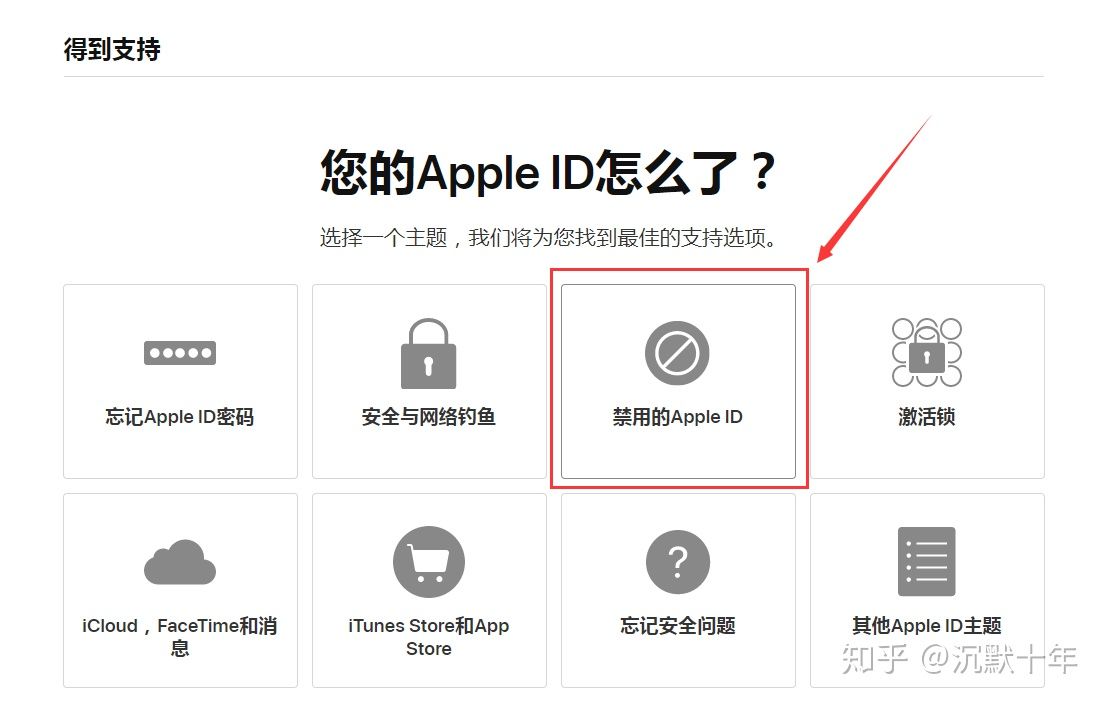 得到支持
您的Apple ID怎么了？
选择一个主题，我们将为您找到最佳的支持选项。
忘记Apple ID密码
安全与网络钓鱼
禁用的Apple ID
激活锁
iCloud，FaceTime和消
息
iTunes Store和App
Store
忘记安全问题
其他Apple ID主题
知乎 @沉默十年